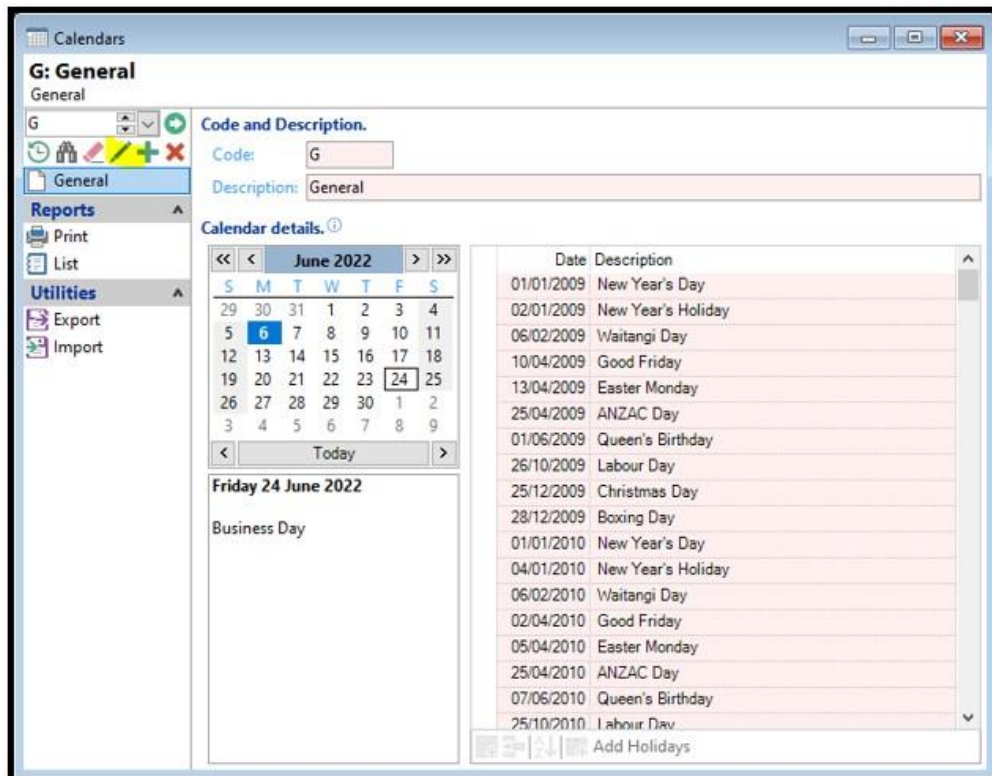 Calendars
G: General
General
G
General
Reports
Print
List
Utilities
Export
Import
Code and Description.
Code: G
Description: General
Calendar details.
<< < June 2022 > >>
S M T W T F S
29 30 31 1 2 3 4
5 6 7 8 9 10 11
12 13 14 15 16 17 18
19 20 21 22 23 24 25
26 27 28 29 30 1 2
3 4 5 6 7 8 9
< Today >
Friday 24 June 2022
Business Day
Date Description
01/01/2009 New Year's Day
02/01/2009 New Year's Holiday
06/02/2009 Waitangi Day
10/04/2009 Good Friday
13/04/2009 Easter Monday
25/04/2009 ANZAC Day
01/06/2009 Queen's Birthday
26/10/2009 Labour Day
25/12/2009 Christmas Day
28/12/2009 Boxing Day
01/01/2010 New Year's Day
04/01/2010 New Year's Holiday
06/02/2010 Waitangi Day
02/04/2010 Good Friday
05/04/2010 Easter Monday
25/04/2010 ANZAC Day
07/06/2010 Queen's Birthday
25/10/2010 Labour Day
Add Holidays